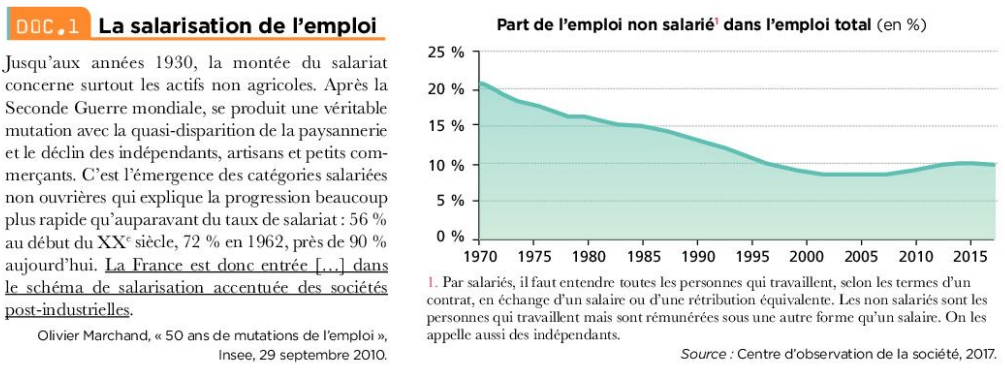 DOC.1 La salarisation de l'emploi
Jusqu'aux années 1930, la montée du salariat
concerne surtout les actifs non agricoles. Après la
Seconde Guerre mondiale, se produit une véritable
mutation avec la quasi-disparition de la paysannerie
et le déclin des indépendants, artisans et petits com-
merçants. C'est l'émergence des catégories salariées
non ouvrières qui explique la progression beaucoup
plus rapide qu'auparavant du taux de salariat : 56 %
au début du XXe siècle, 72 % en 1962, près de 90 %
aujourd'hui. La France est donc entrée [...] dans
le schéma de salarisation accentuée des sociétés
post-industrielles.
Olivier Marchand, « 50 ans de mutations de l'emploi »,
Insee, 29 septembre 2010.
Part de l'emploi non salarié1 dans l'emploi total (en %)
25 %
20 %
15 %
10 %
5 %
0 %
1970 1975 1980 1985 1990 1995 2000 2005 2010 2015
1. Par salariés, il faut entendre toutes les personnes qui travaillent, selon les termes d'un
contrat, en échange d'un salaire ou d'une rétribution équivalente. Les non salariés sont les
personnes qui travaillent mais sont rémunérées sous une autre forme qu'un salaire. On les
appelle aussi des indépendants.
Source : Centre d'observation de la société, 2017.